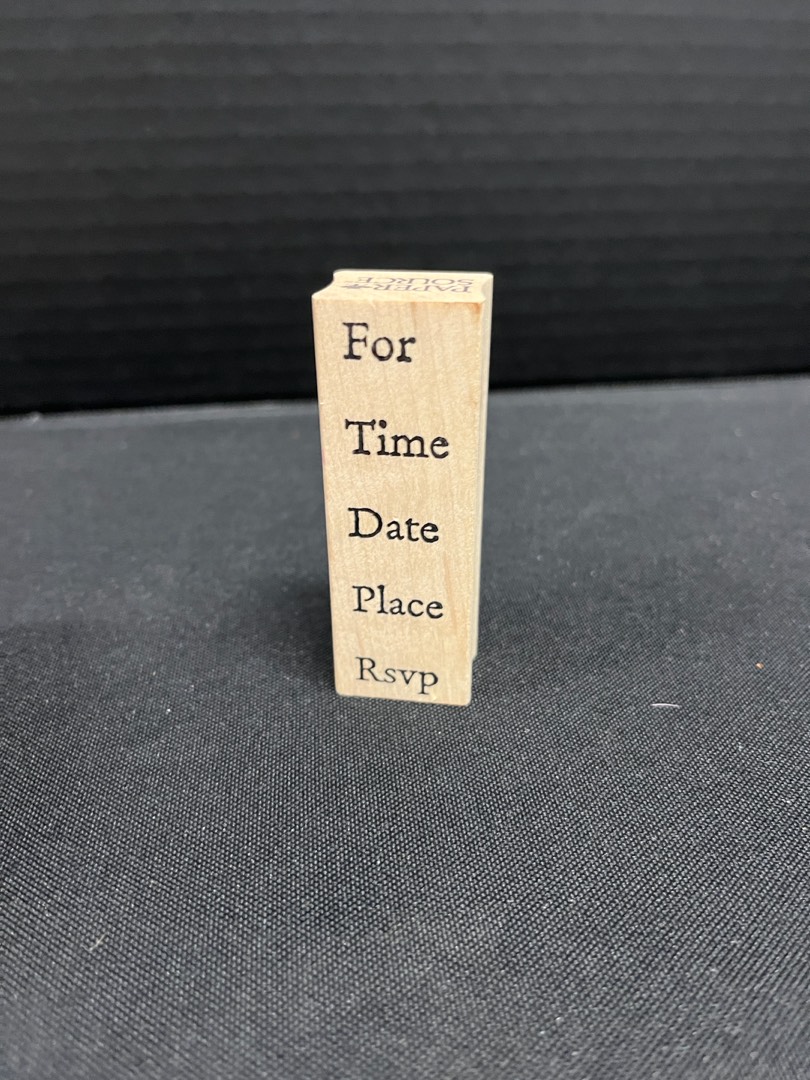 PAPER
SOURCE
For
Time
Date
Place
Rsvp